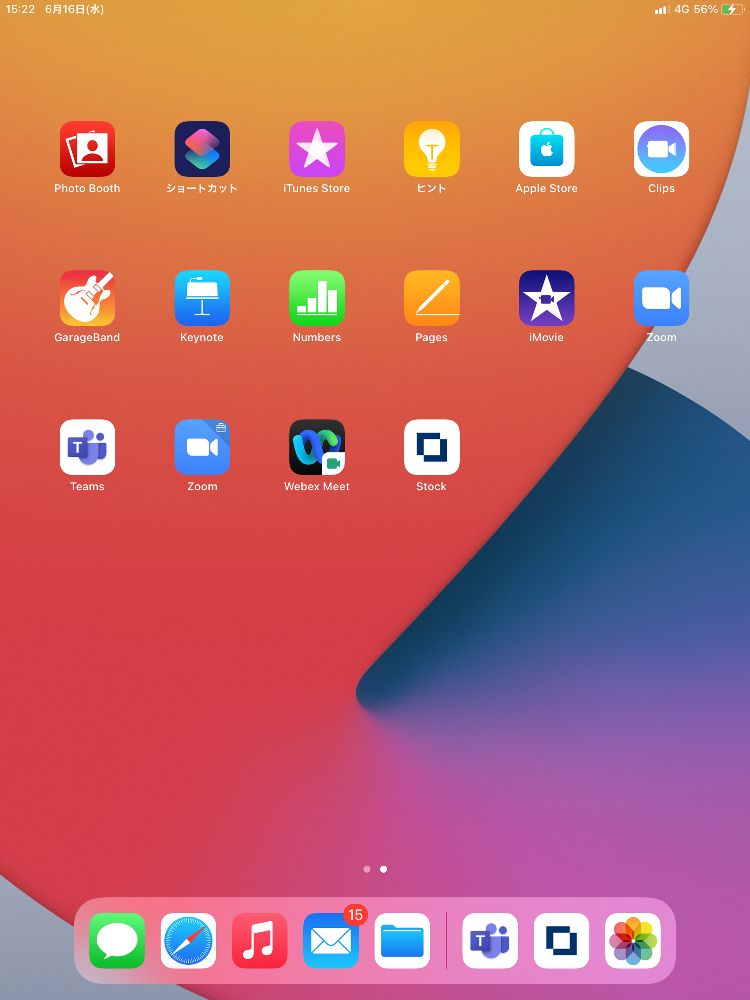 15:22 6月16日(水) 4G 56%
Photo Booth ショートカット iTunes Store ヒント Apple Store Clips
GarageBand Keynote Numbers Pages iMovie Zoom
T
Teams Zoom Webex Meet Stock
15
T